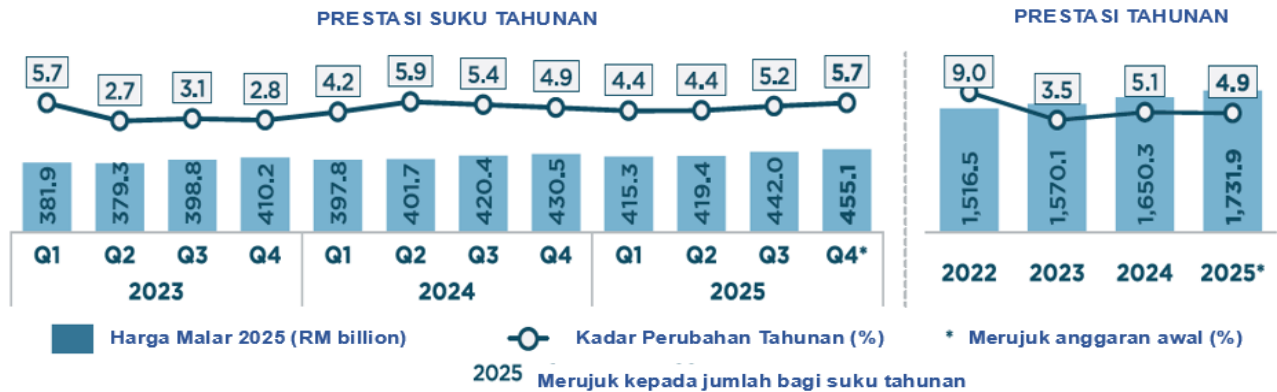 PRESTASI SUKU TAHUNAN
5.7 2.7 3.1 2.8 4.2 5.9 5.4 4.9 4.4 4.4 5.2 5.7
381.9 379.3 398.8 410.2 397.8 401.7 420.4 430.5 415.3 419.4 442.0 455.1
Q1 Q2 Q3 Q4 Q1 Q2 Q3 Q4 Q1 Q2 Q3 Q4*
2023 2024 2025
PRESTASI TAHUNAN
9.0 3.5 5.1 4.9
1,516.5 1,570.1 1,650.3 1,731.9
2022 2023 2024 2025*
Harga Malar 2025 (RM billion) Kadar Perubahan Tahunan (%) * Merujuk anggaran awal (%)
2025 Merujuk kepada jumlah bagi suku tahunan